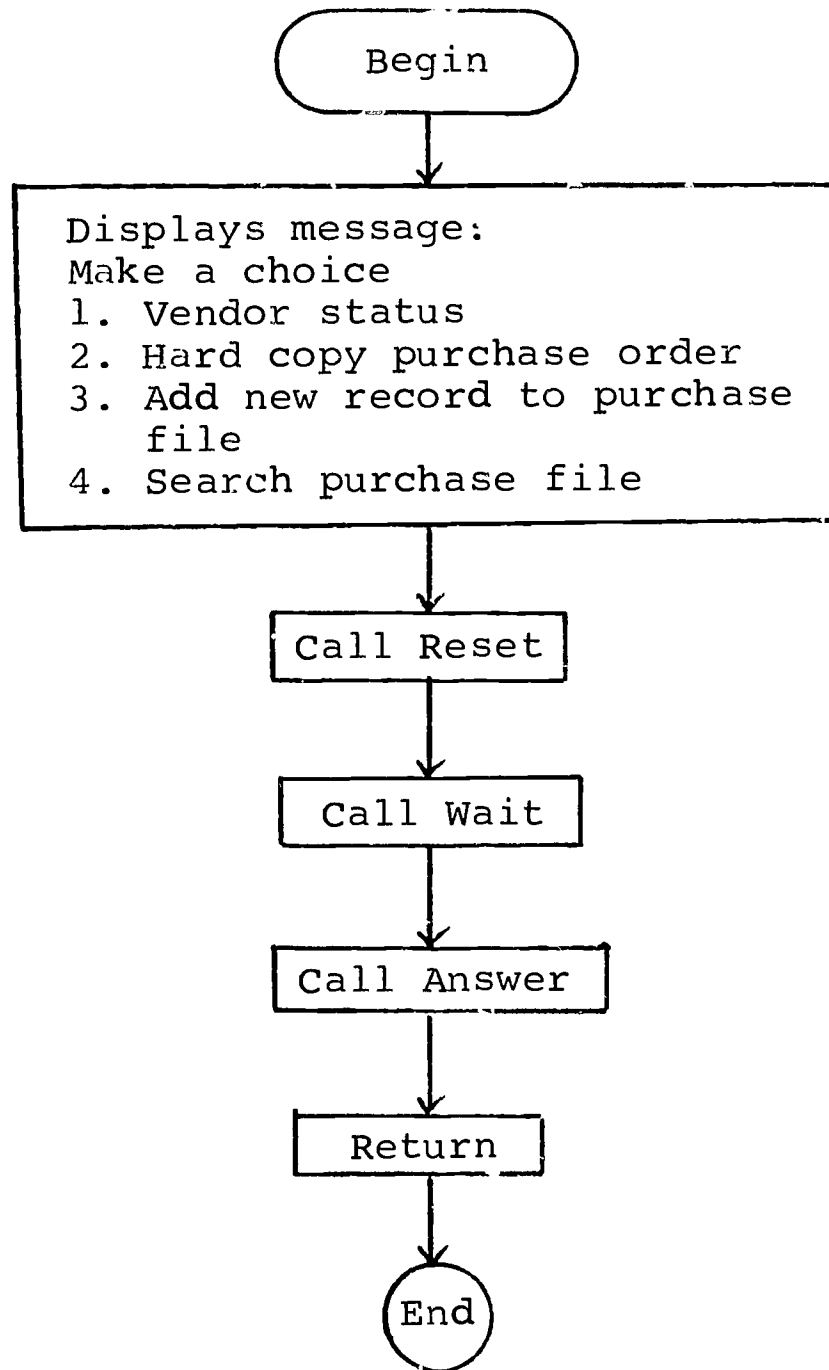 Begin
Displays message:
Make a choice
1. Vendor status
2. Hard copy purchase order
3. Add new record to purchase
file
4. Search purchase file
Call Reset
Call Wait
Call Answer
Return
End